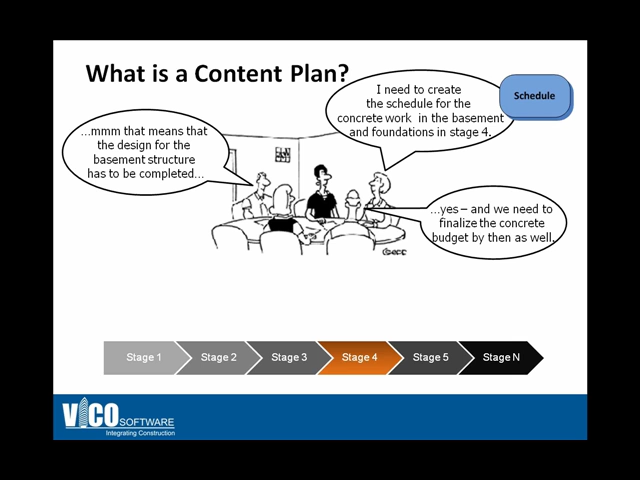 What is a Content Plan?
I need to create
the schedule for the
concrete work  in the basement
and foundations in stage 4.
Schedule
...mmm that means that
the design for the
basement structure
has to be completed...
...yes – and we need to
finalize the concrete
budget by then as well.
Stage 1
Stage 2
Stage 3
Stage 4
Stage 5
Stage N
VICO SOFTWARE
Integrating Construction